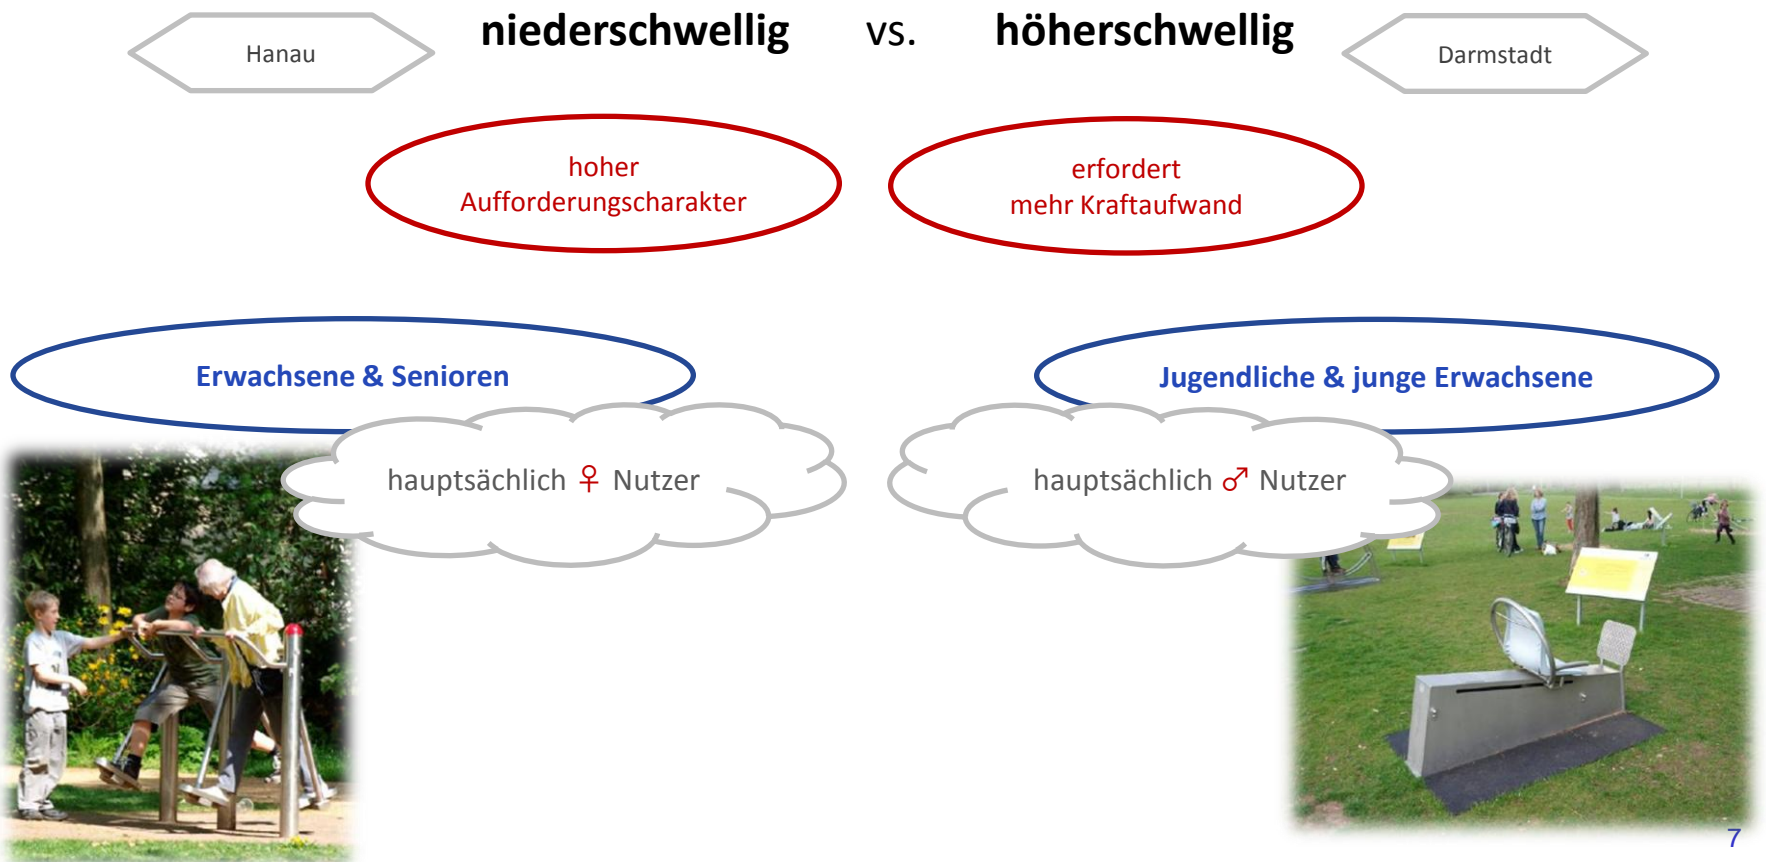 Hanau
niederschwellig vs. höherschwellig
Darmstadt
hoher
Aufforderungscharakter
erfordert
mehr Kraftaufwand
Erwachsene & Senioren
Jugendliche & junge Erwachsene
hauptsächlich ♀ Nutzer
hauptsächlich ♂ Nutzer
7